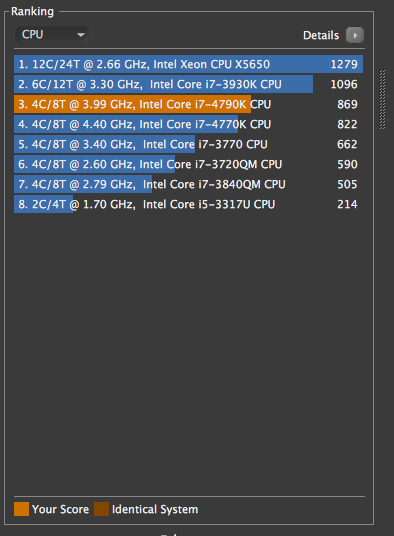 Ranking
CPU Details
1. 12C/24T @ 2.66 GHz, Intel Xeon CPU X5650 1279
2. 6C/12T @ 3.30 GHz, Intel Core i7-3930K CPU 1096
3. 4C/8T @ 3.99 GHz, Intel Core i7-4790K CPU 869
4. 4C/8T @ 4.40 GHz, Intel Core i7-4770K CPU 822
5. 4C/8T @ 3.40 GHz, Intel Core i7-3770 CPU 662
6. 4C/8T @ 2.60 GHz, Intel Core i7-3720QM CPU 590
7. 4C/8T @ 2.79 GHz, Intel Core i7-3840QM CPU 505
8. 2C/4T @ 1.70 GHz, Intel Core i5-3317U CPU 214
Your Score Identical System